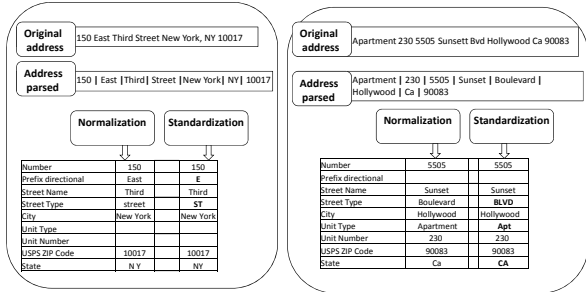 Original address
150 East Third Street New York, NY 10017
Address parsed
150 | East |Third| Street |New York| NY| 10017
Normalization Standardization
Number 150 150
Prefix directional East E
Street Name Third Third
Street Type street ST
City New York New York
Unit Type
Unit Number
USPS ZIP Code 10017 10017
State N Y NY
Original address
Apartment 230 5505 Sunsett Bvd Hollywood Ca 90083
Address parsed
Apartment | 230 | 5505 | Sunset | Boulevard |
Hollywood | Ca | 90083
Normalization Standardization
Number 5505 5505
Prefix directional
Street Name Sunset Sunset
Street Type Boulevard BLVD
City Hollywood Hollywood
Unit Type Apartment Apt
Unit Number 230 230
USPS ZIP Code 90083 90083
State Ca CA